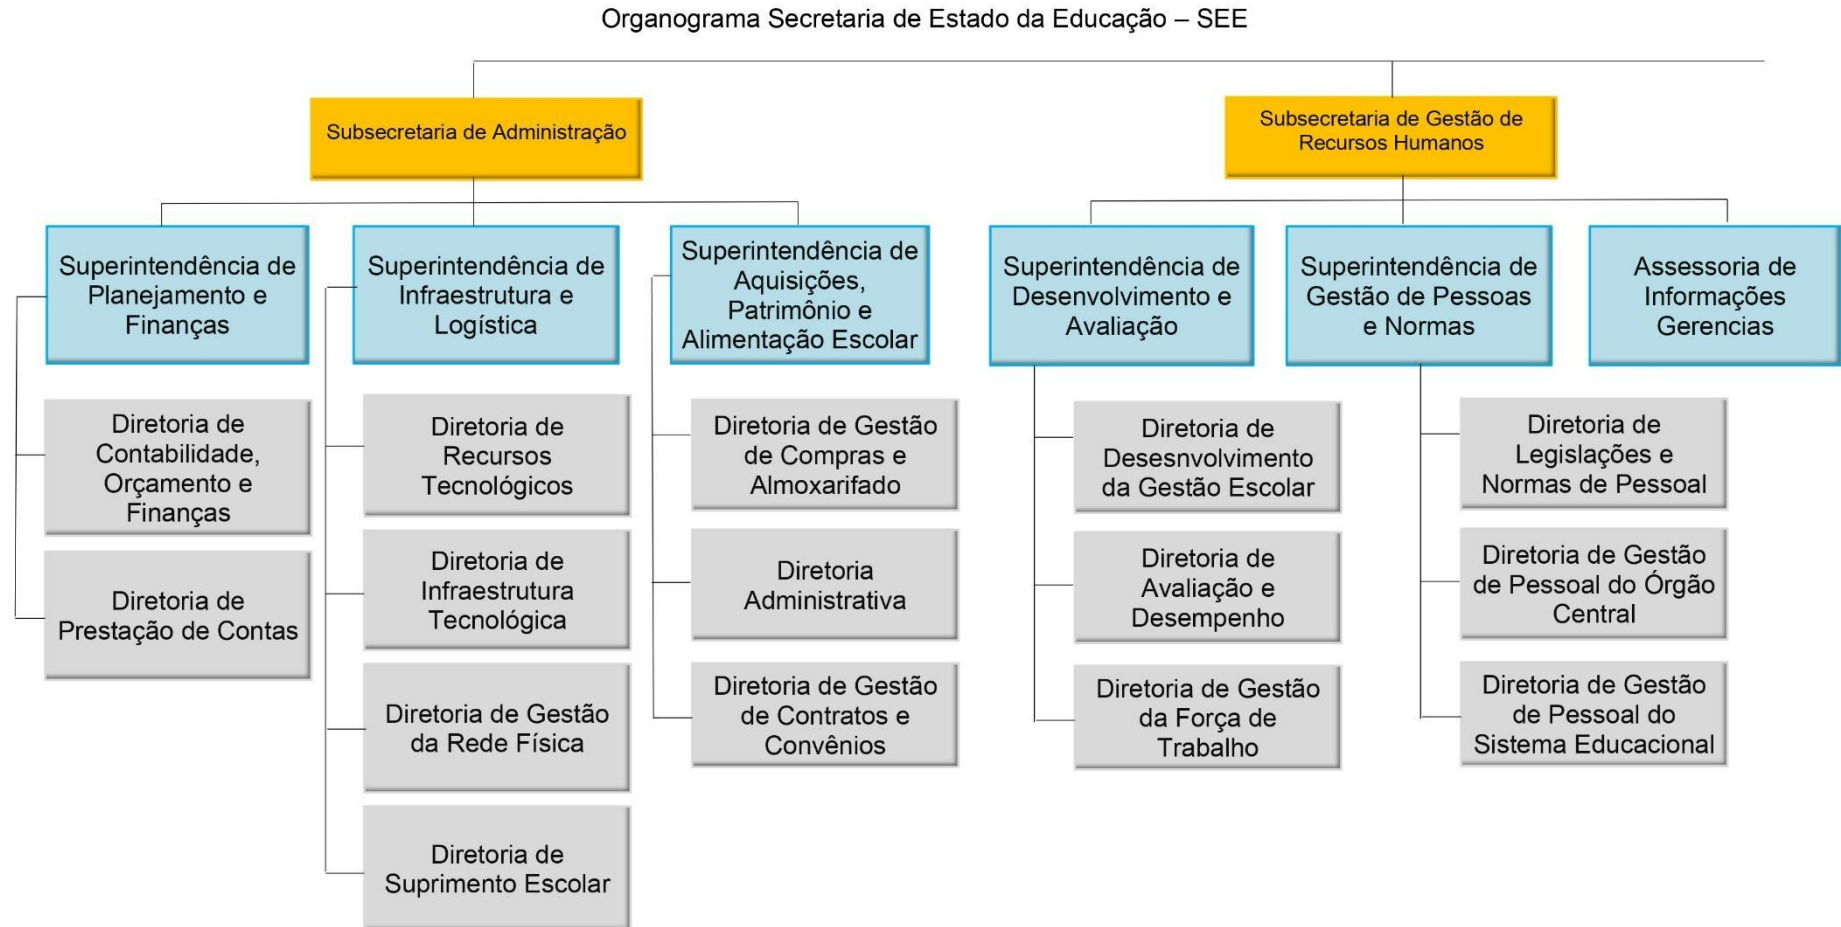 Organograma Secretaria de Estado da Educação – SEE
Subsecretaria de Administração
Subsecretaria de Gestão de
Recursos Humanos
Superintendência de
Planejamento e
Finanças
Superintendência de
Infraestrutura e
Logística
Superintendência de
Aquisições,
Patrimônio e
Alimentação Escolar
Superintendência de
Desenvolvimento e
Avaliação
Superintendência de
Gestão de Pessoas
e Normas
Assessoria de
Informações
Gerencias
Diretoria de
Contabilidade,
Orçamento e
Finanças
Diretoria de
Prestação de Contas
Diretoria de
Recursos
Tecnológicos
Diretoria de
Infraestrutura
Tecnológica
Diretoria de Gestão
da Rede Física
Diretoria de
Suprimento Escolar
Diretoria de Gestão
de Compras e
Almoxarifado
Diretoria
Administrativa
Diretoria de Gestão
de Contratos e
Convênios
Diretoria de
Desesnvolvimento
da Gestão Escolar
Diretoria de
Avaliação e
Desempenho
Diretoria de Gestão
da Força de
Trabalho
Diretoria de
Legislações e
Normas de Pessoal
Diretoria de Gestão
de Pessoal do Órgão
Central
Diretoria de Gestão
de Pessoal do
Sistema Educacional